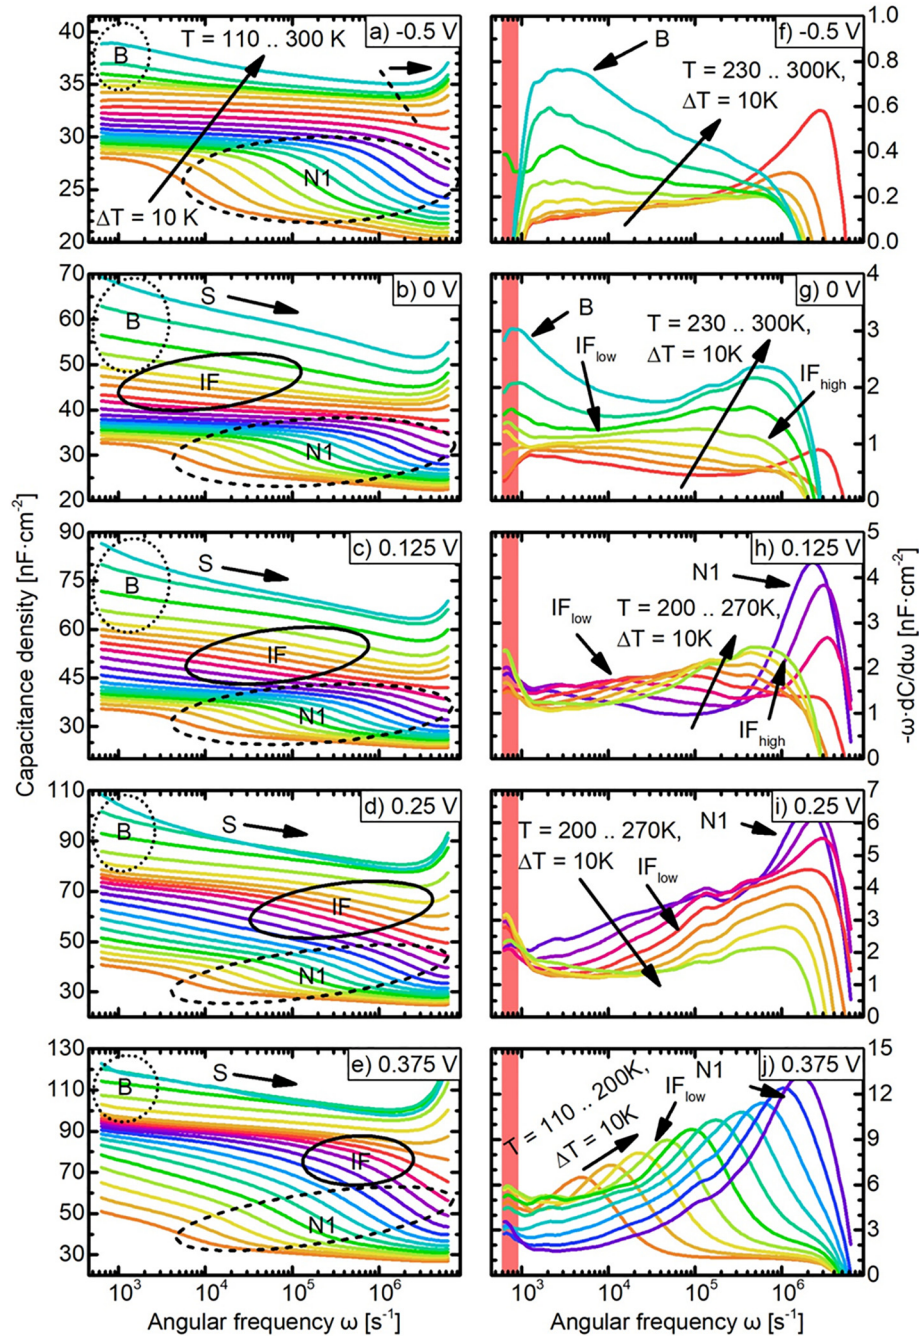 a) -0.5 V
B
T = 110 .. 300 K
N1
ΔT = 10 K
40
35
30
25
20
f) -0.5 V
B
T = 230 .. 300K,
ΔT = 10K
1.0
0.8
0.6
0.4
0.2
0.0
b) 0 V
B
S
IF
N1
70
60
50
40
30
20
g) 0 V
B
T = 230 .. 300K,
ΔT = 10K
IFlow
IFhigh
4
3
2
1
0
c) 0.125 V
B
S
IF
N1
90
75
60
45
30
h) 0.125 V
N1
IFlow
T = 200 .. 270K,
ΔT = 10K
IFhigh
5
4
3
2
1
0
d) 0.25 V
B
S
IF
N1
110
90
70
50
30
i) 0.25 V
T = 200 .. 270K,
ΔT = 10K
N1
IFlow
7
6
5
4
3
2
1
0
e) 0.375 V
B
S
IF
N1
130
110
90
70
50
30
j) 0.375 V
T = 110 .. 200K,
ΔT = 10K
IFlow
N1
15
12
9
6
3
0
Capacitance density [nF·cm⁻²]
-ω·dC/dω [nF·cm⁻²]
10³ 10⁴ 10⁵ 10⁶
10³ 10⁴ 10⁵ 10⁶
Angular frequency ω [s⁻¹]
Angular frequency ω [s⁻¹]